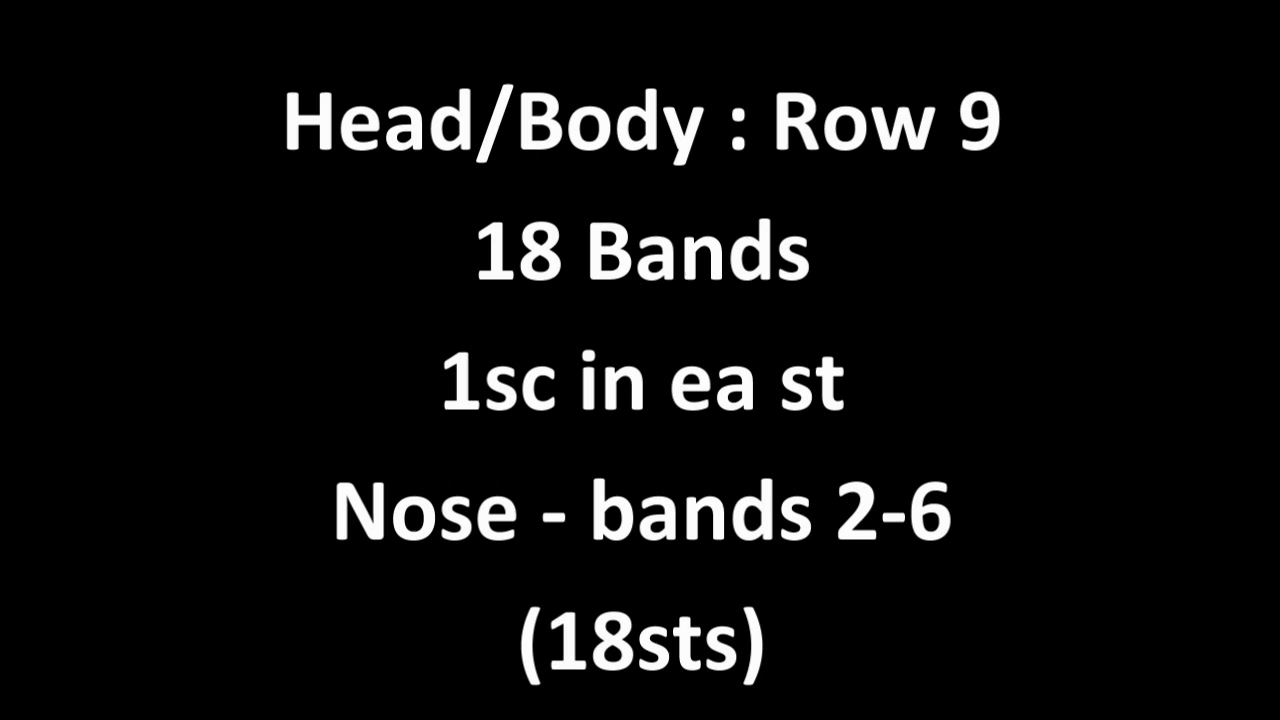 Head/Body : Row 9
18 Bands
1sc in ea st
Nose - bands 2-6
(18sts)